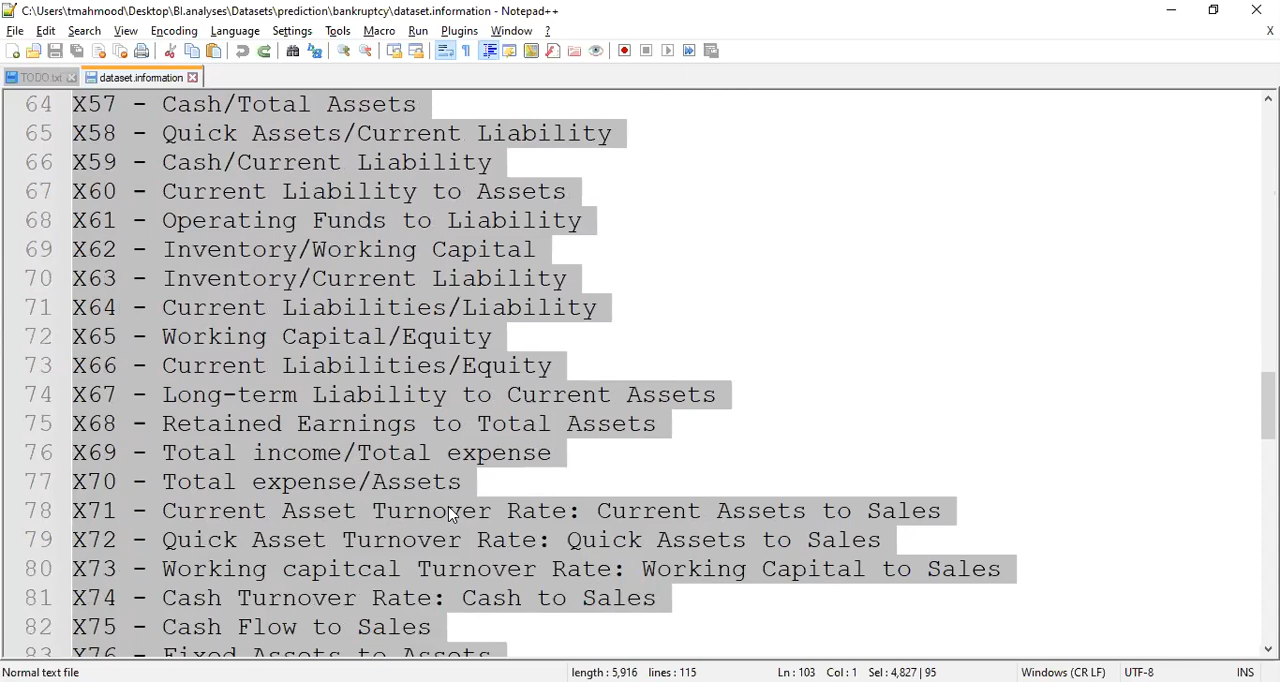 C:\Users\tmahmood\Desktop\BI.analyses\Datasets\prediction\bankruptcy\dataset.information - Notepad++
File Edit Search View Encoding Language Settings Tools Macro Run Plugins Window ? X
TODO.txt dataset.information
64 X57 - Cash/Total Assets
65 X58 - Quick Assets/Current Liability
66 X59 - Cash/Current Liability
67 X60 - Current Liability to Assets
68 X61 - Operating Funds to Liability
69 X62 - Inventory/Working Capital
70 X63 - Inventory/Current Liability
71 X64 - Current Liabilities/Liability
72 X65 - Working Capital/Equity
73 X66 - Current Liabilities/Equity
74 X67 - Long-term Liability to Current Assets
75 X68 - Retained Earnings to Total Assets
76 X69 - Total income/Total expense
77 X70 - Total expense/Assets
78 X71 - Current Asset Turnover Rate: Current Assets to Sales
79 X72 - Quick Asset Turnover Rate: Quick Assets to Sales
80 X73 - Working capitcal Turnover Rate: Working Capital to Sales
81 X74 - Cash Turnover Rate: Cash to Sales
82 X75 - Cash Flow to Sales
83 X76 - Fixed Assets to Assets
Normal text file length : 5,916 lines : 115 Ln : 103 Col : 1 Sel : 4,827 | 95 Windows (CR LF) UTF-8 INS